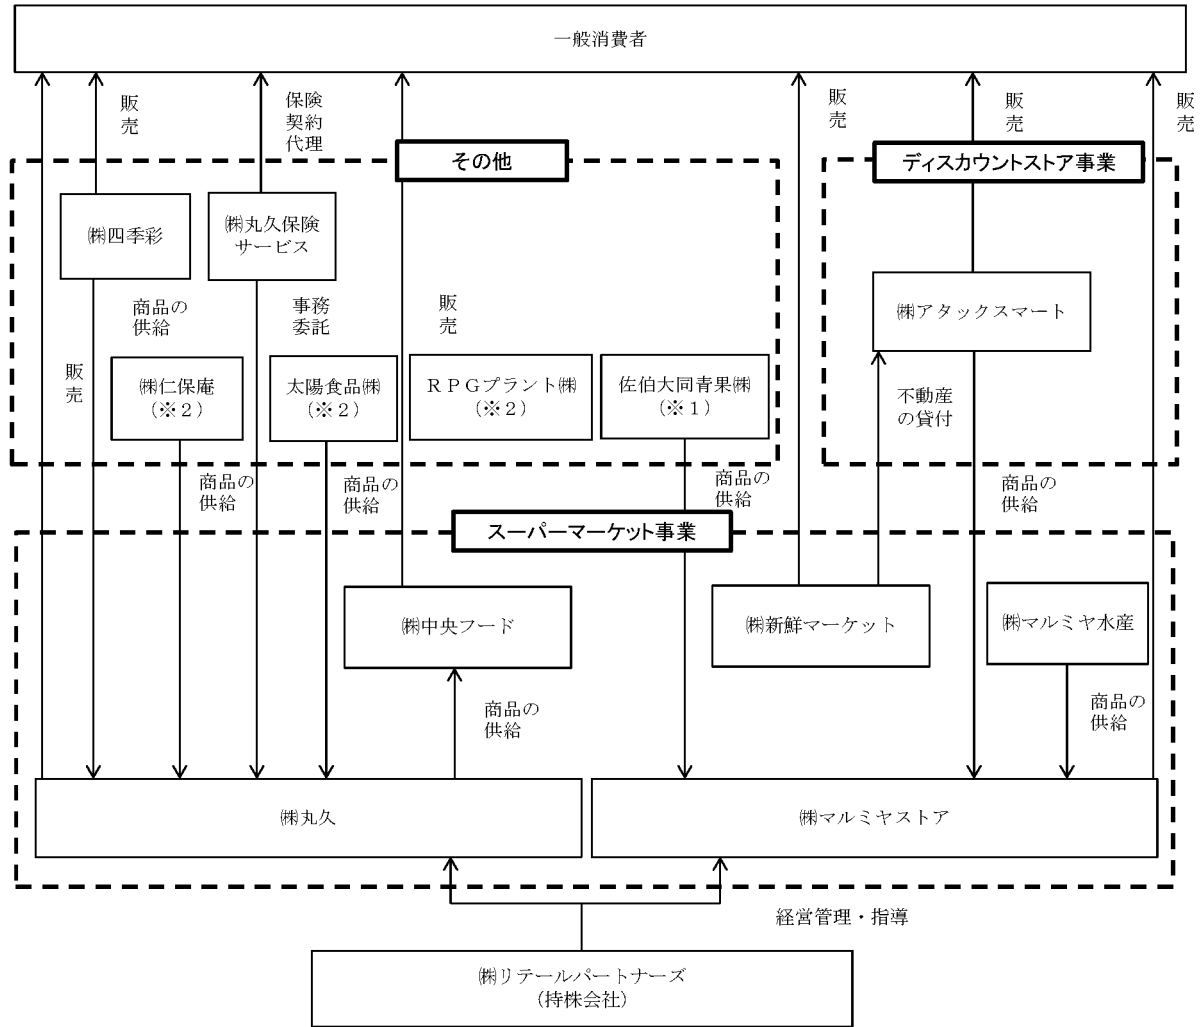 一般消費者
販
売
保険
契約
代理
販
売
販
売
販
売
その他
ディスカウントストア事業
㈱四季彩
㈱丸久保険
サービス
商品の
供給
事務
委託
販
売
㈱アタックスマート
販
売
㈱仁保庵
（※２）
太陽食品㈱
（※２）
ＲＰＧプラント㈱
（※２）
佐伯大同青果㈱
（※１）
不動産
の貸付
商品の
供給
商品の
供給
商品の
供給
商品の
供給
スーパーマーケット事業
㈱中央フード
㈱新鮮マーケット
㈱マルミヤ水産
商品の
供給
商品の
供給
㈱丸久
㈱マルミヤストア
経営管理・指導
㈱リテールパートナーズ
（持株会社）